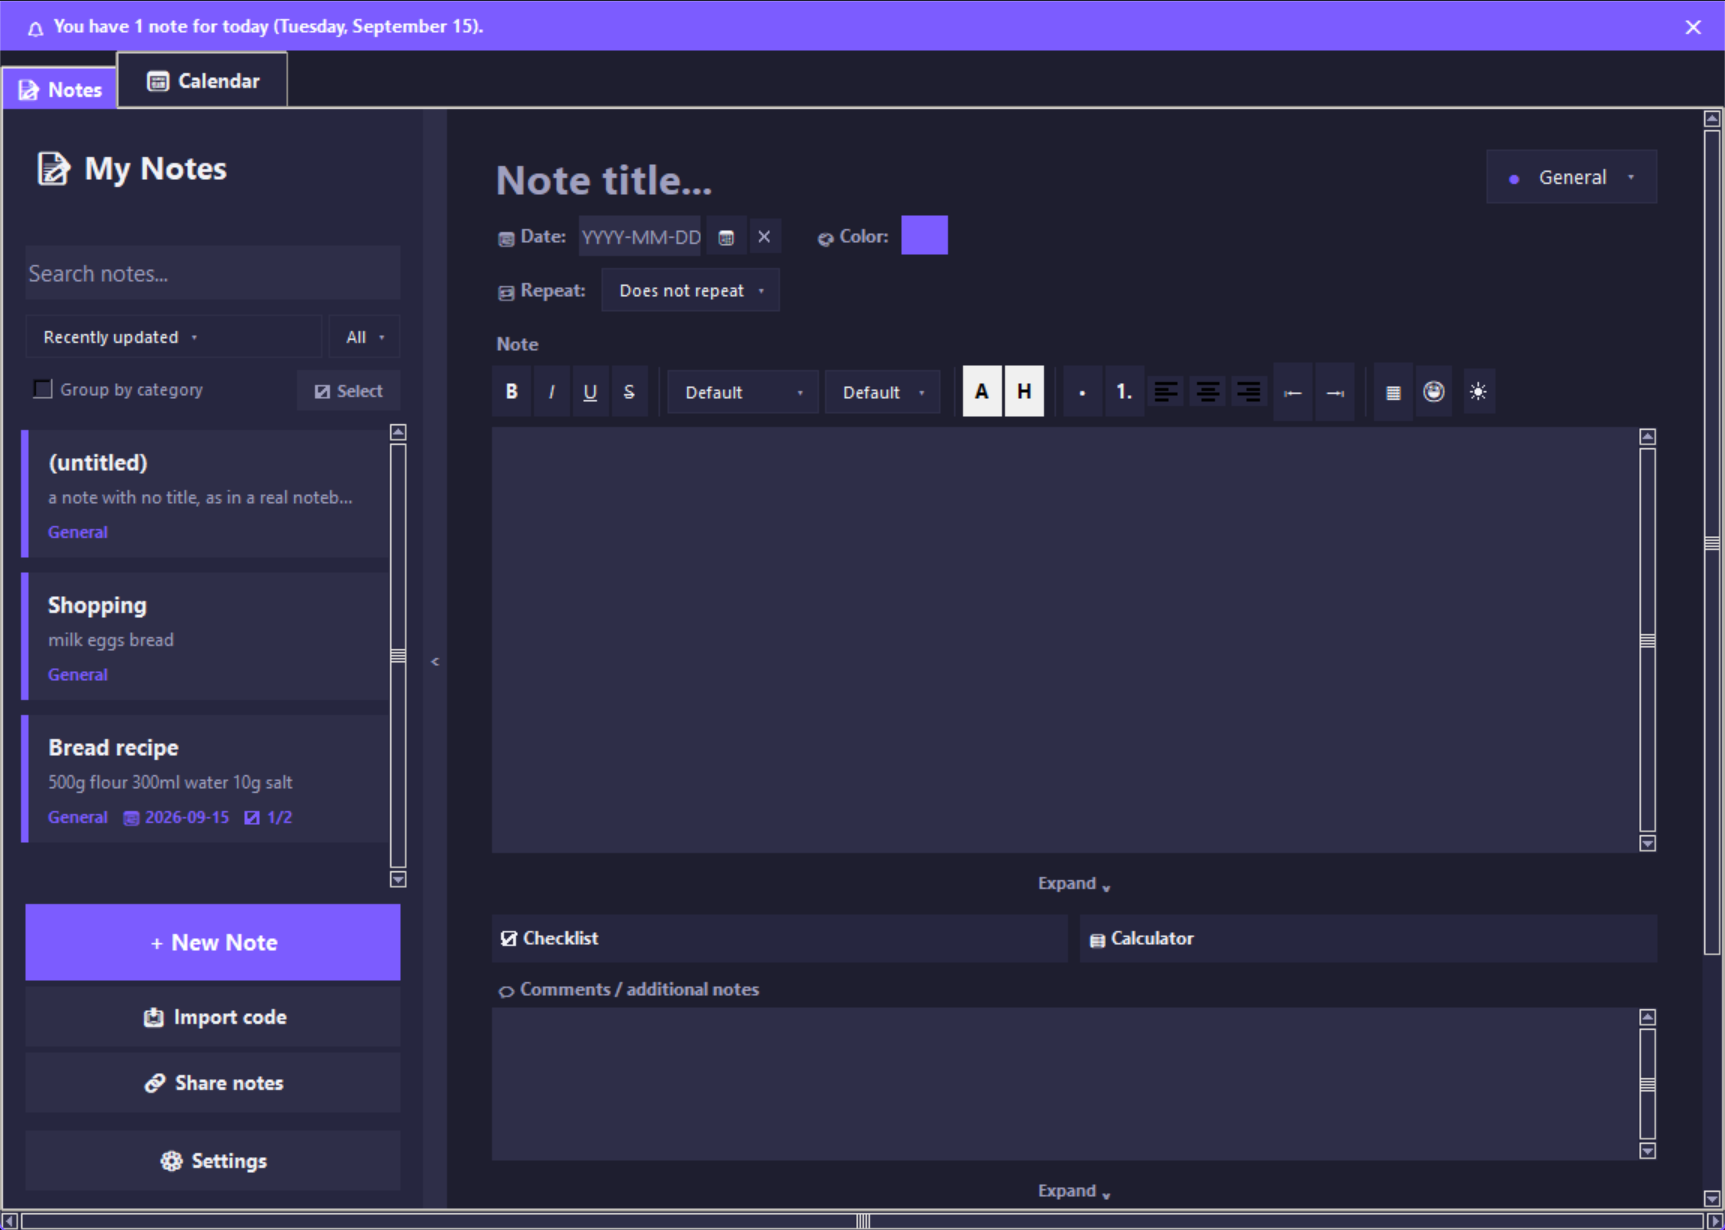 You have 1 note for today (Tuesday, September 15).
Notes
Calendar
My Notes
Search notes...
Recently updated
All
Group by category
Select
(untitled)
a note with no title, as in a real noteb...
General
Shopping
milk eggs bread
General
Bread recipe
500g flour 300ml water 10g salt
General 2026-09-15 1/2
+ New Note
Import code
Share notes
Settings
<
Note title...
General
Date: YYYY-MM-DD
Color:
Repeat: Does not repeat
Note
B I U S Default Default A H • 1.
Expand
Checklist
Calculator
Comments / additional notes
Expand